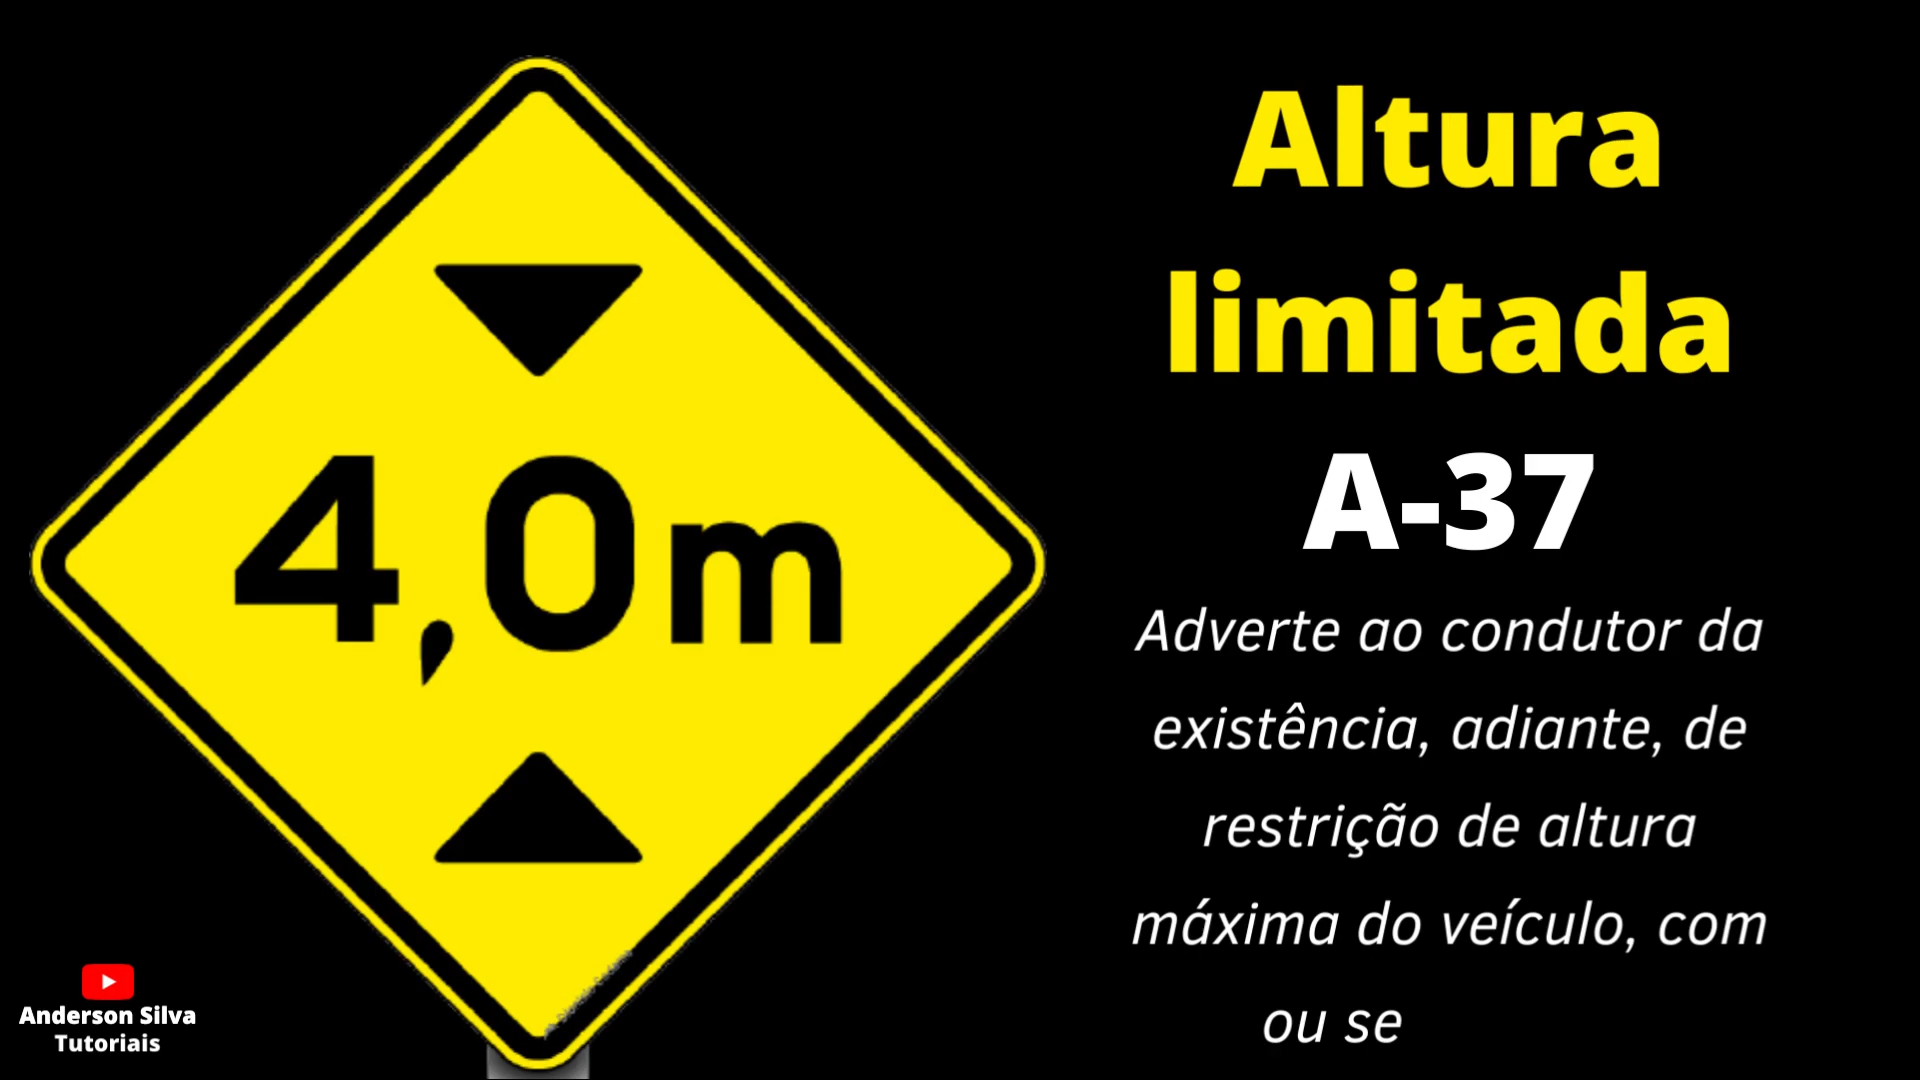 4,0m
Altura
limitada
A-37
Adverte ao condutor da
existência, adiante, de
restrição de altura
máxima do veículo, com
ou se
Anderson Silva
Tutoriais